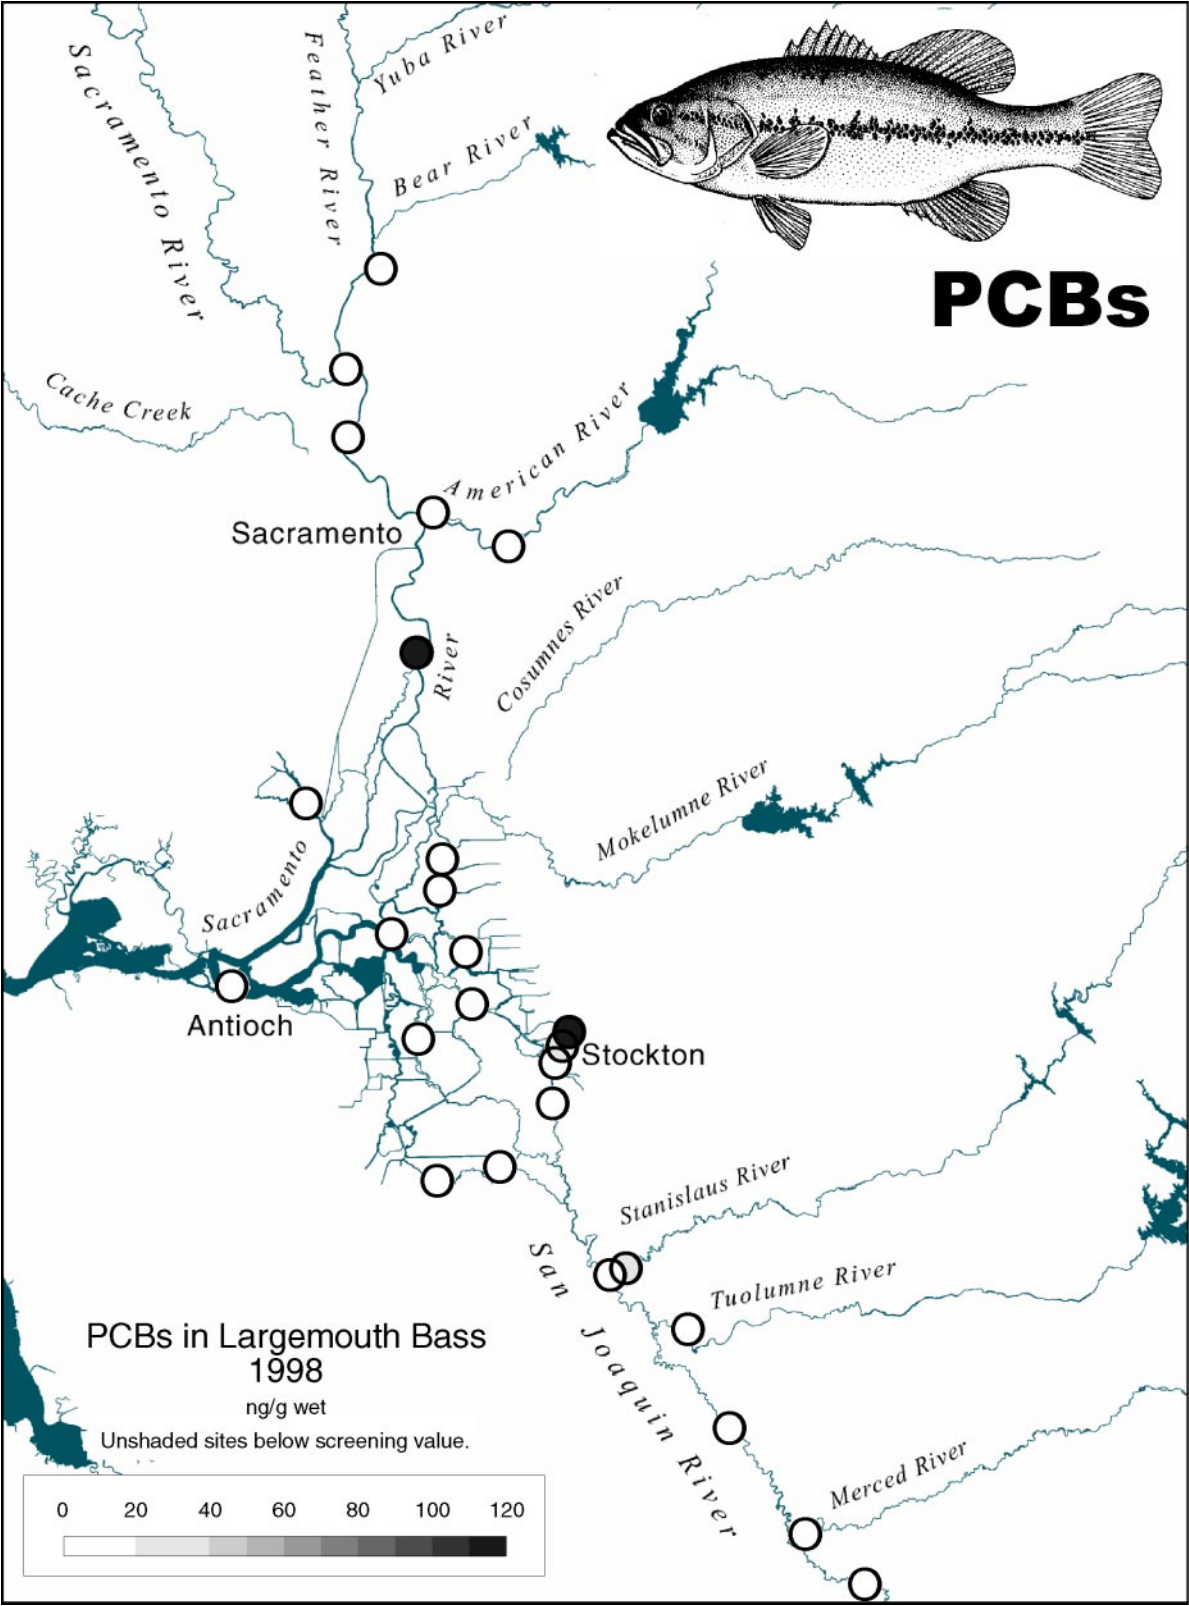 Sacramento River
Feather River
Yuba River
Bear River
PCBs
Cache Creek
American River
Sacramento
Cosumnes River
River
Mokelumne River
Sacramento
Antioch
Stockton
Stanislaus River
San
Joaquin River
Tuolumne River
Merced River
PCBs in Largemouth Bass
1998
ng/g wet
Unshaded sites below screening value.
0 20 40 60 80 100 120